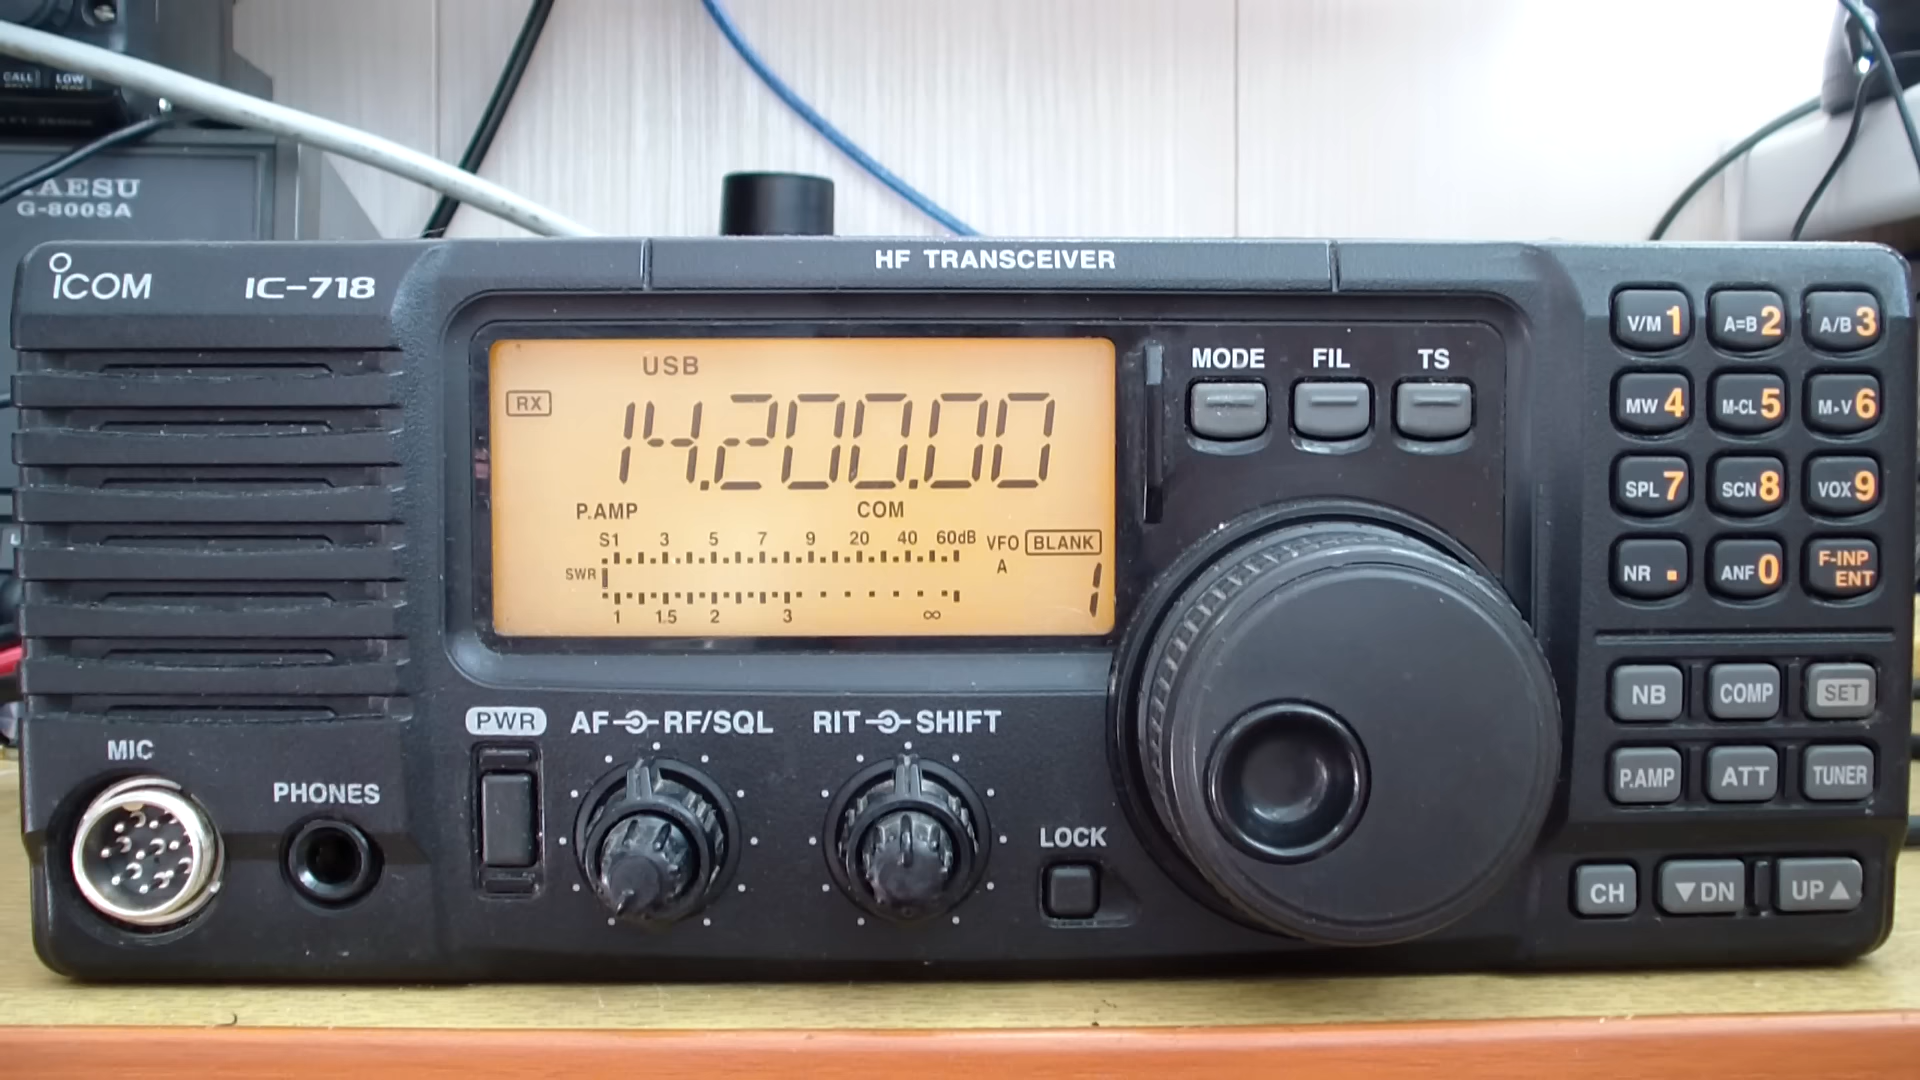 CALL LOW
AESU
G-800SA
ICOM IC-718
HF TRANSCEIVER
USB
RX
14.200.00
P.AMP COM
S1 3 5 7 9 20 40 60dB
SWR
1 1.5 2 3 ∞
VFO BLANK
A
1
MODE FIL TS
V/M 1 A=B 2 A/B 3
MW 4 M-CL 5 M▸V 6
SPL 7 SCN 8 VOX 9
NR . ANF 0 F-INP ENT
NB COMP SET
P.AMP ATT TUNER
CH ▼DN UP▲
MIC
PHONES
PWR
AF RF/SQL
RIT SHIFT
LOCK